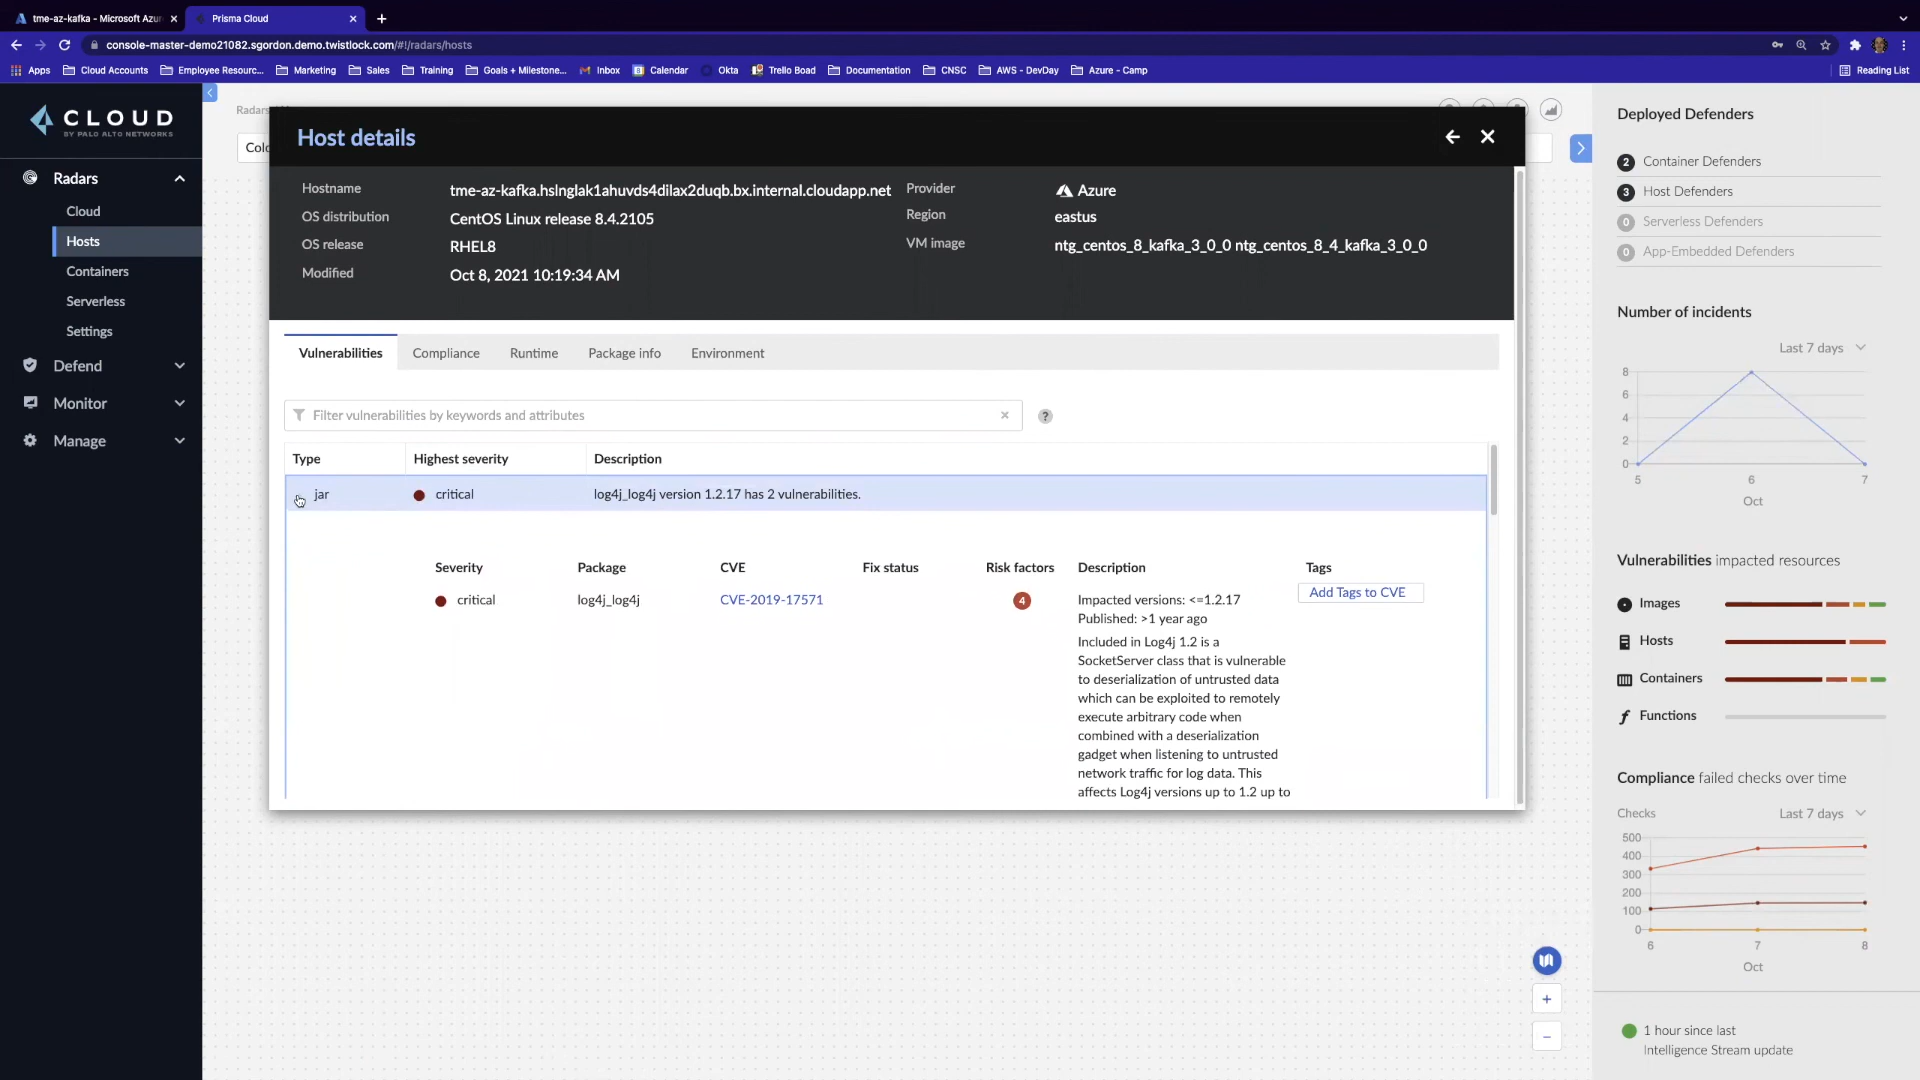 tme-az-kafka - Microsoft Azu
Prisma Cloud
console-master-demo21082.sgordon.demo.twistlock.com/#!/radars/hosts
Apps
Cloud Accounts
Employee Resourc...
Marketing
Sales
Training
Goals + Milestone...
Inbox
Calendar
Okta
Trello Boad
Documentation
CNSC
AWS - DevDay
Azure - Camp
Reading List
CLOUD
BY PALO ALTO NETWORKS
Radars
Cloud
Hosts
Containers
Serverless
Settings
Defend
Monitor
Manage
Radars
Colo
Host details
Hostname
tme-az-kafka.hslnglak1ahuvds4dilax2duqb.bx.internal.cloudapp.net
OS distribution
CentOS Linux release 8.4.2105
OS release
RHEL8
Modified
Oct 8, 2021 10:19:34 AM
Provider
Azure
Region
eastus
VM image
ntg_centos_8_kafka_3_0_0 ntg_centos_8_4_kafka_3_0_0
Vulnerabilities
Compliance
Runtime
Package info
Environment
Filter vulnerabilities by keywords and attributes
?
Type
Highest severity
Description
jar
critical
log4j_log4j version 1.2.17 has 2 vulnerabilities.
Severity
Package
CVE
Fix status
Risk factors
Description
Tags
critical
log4j_log4j
CVE-2019-17571
4
Impacted versions: <=1.2.17
Published: >1 year ago
Included in Log4j 1.2 is a
SocketServer class that is vulnerable
to deserialization of untrusted data
which can be exploited to remotely
execute arbitrary code when
combined with a deserialization
gadget when listening to untrusted
network traffic for log data. This
affects Log4j versions up to 1.2 up to
Add Tags to CVE
Deployed Defenders
2 Container Defenders
3 Host Defenders
0 Serverless Defenders
0 App-Embedded Defenders
Number of incidents
Last 7 days
8
6
4
2
0
5 6 7
Oct
Vulnerabilities impacted resources
Images
Hosts
Containers
Functions
Compliance failed checks over time
Checks
Last 7 days
500
400
300
200
100
0
6 7 8
Oct
1 hour since last
Intelligence Stream update